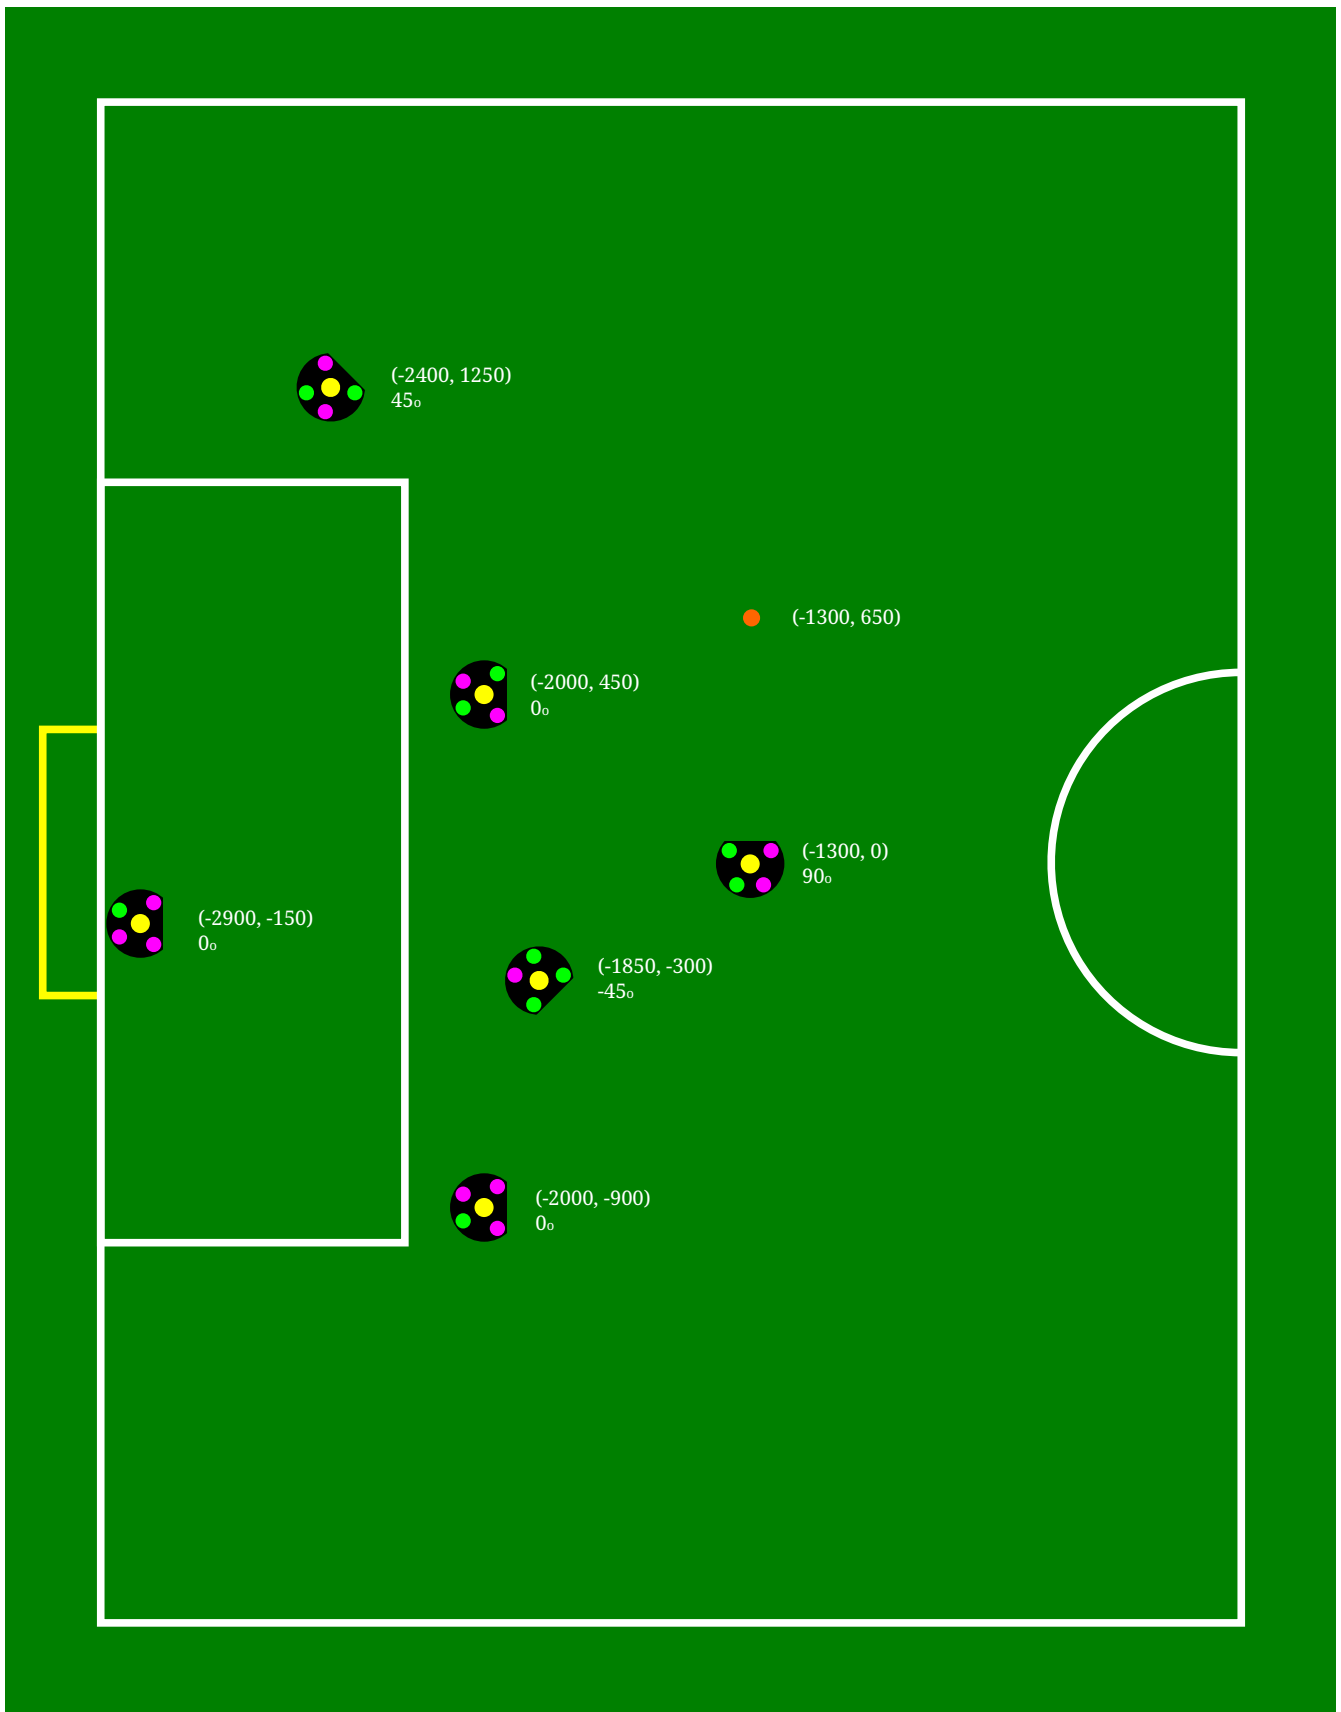 (-2400, 1250)
45o
(-1300, 650)
(-2000, 450)
0o
(-1300, 0)
90o
(-2900, -150)
0o
(-1850, -300)
-45o
(-2000, -900)
0o